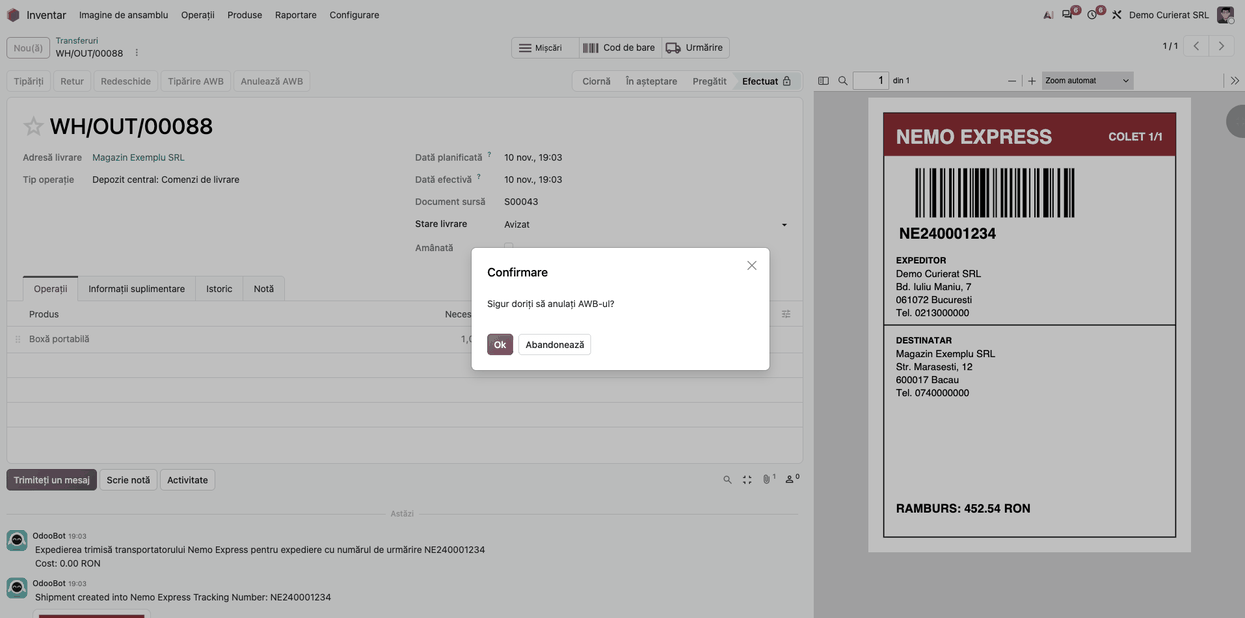 Inventar
Imagine de ansamblu
Operații
Produse
Raportare
Configurare
6
6
Demo Curierat SRL
Nou(ă)
Transferuri
WH/OUT/00088
Mișcări
Cod de bare
Urmărire
1 / 1
Tipăriți
Retur
Redeschide
Tipărire AWB
Anulează AWB
Ciornă
În așteptare
Pregătit
Efectuat
1
din 1
Zoom automat
WH/OUT/00088
Adresă livrare
Magazin Exemplu SRL
Tip operație
Depozit central: Comenzi de livrare
Dată planificată ?
10 nov., 19:03
Dată efectivă ?
10 nov., 19:03
Document sursă
S00043
Stare livrare
Avizat
Amânată
Operații
Informații suplimentare
Istoric
Notă
Produs
Neces
Boxă portabilă
1,0
Confirmare
Sigur doriți să anulați AWB-ul?
Ok
Abandonează
Trimiteți un mesaj
Scrie notă
Activitate
1
0
Astăzi
OdooBot 19:03
Expedierea trimisă transportatorului Nemo Express pentru expediere cu numărul de urmărire NE240001234
Cost: 0.00 RON
OdooBot 19:03
Shipment created into Nemo Express Tracking Number: NE240001234
NEMO EXPRESS
COLET 1/1
NE240001234
EXPEDITOR
Demo Curierat SRL
Bd. Iuliu Maniu, 7
061072 Bucuresti
Tel. 0213000000
DESTINATAR
Magazin Exemplu SRL
Str. Marasesti, 12
600017 Bacau
Tel. 0740000000
RAMBURS: 452.54 RON